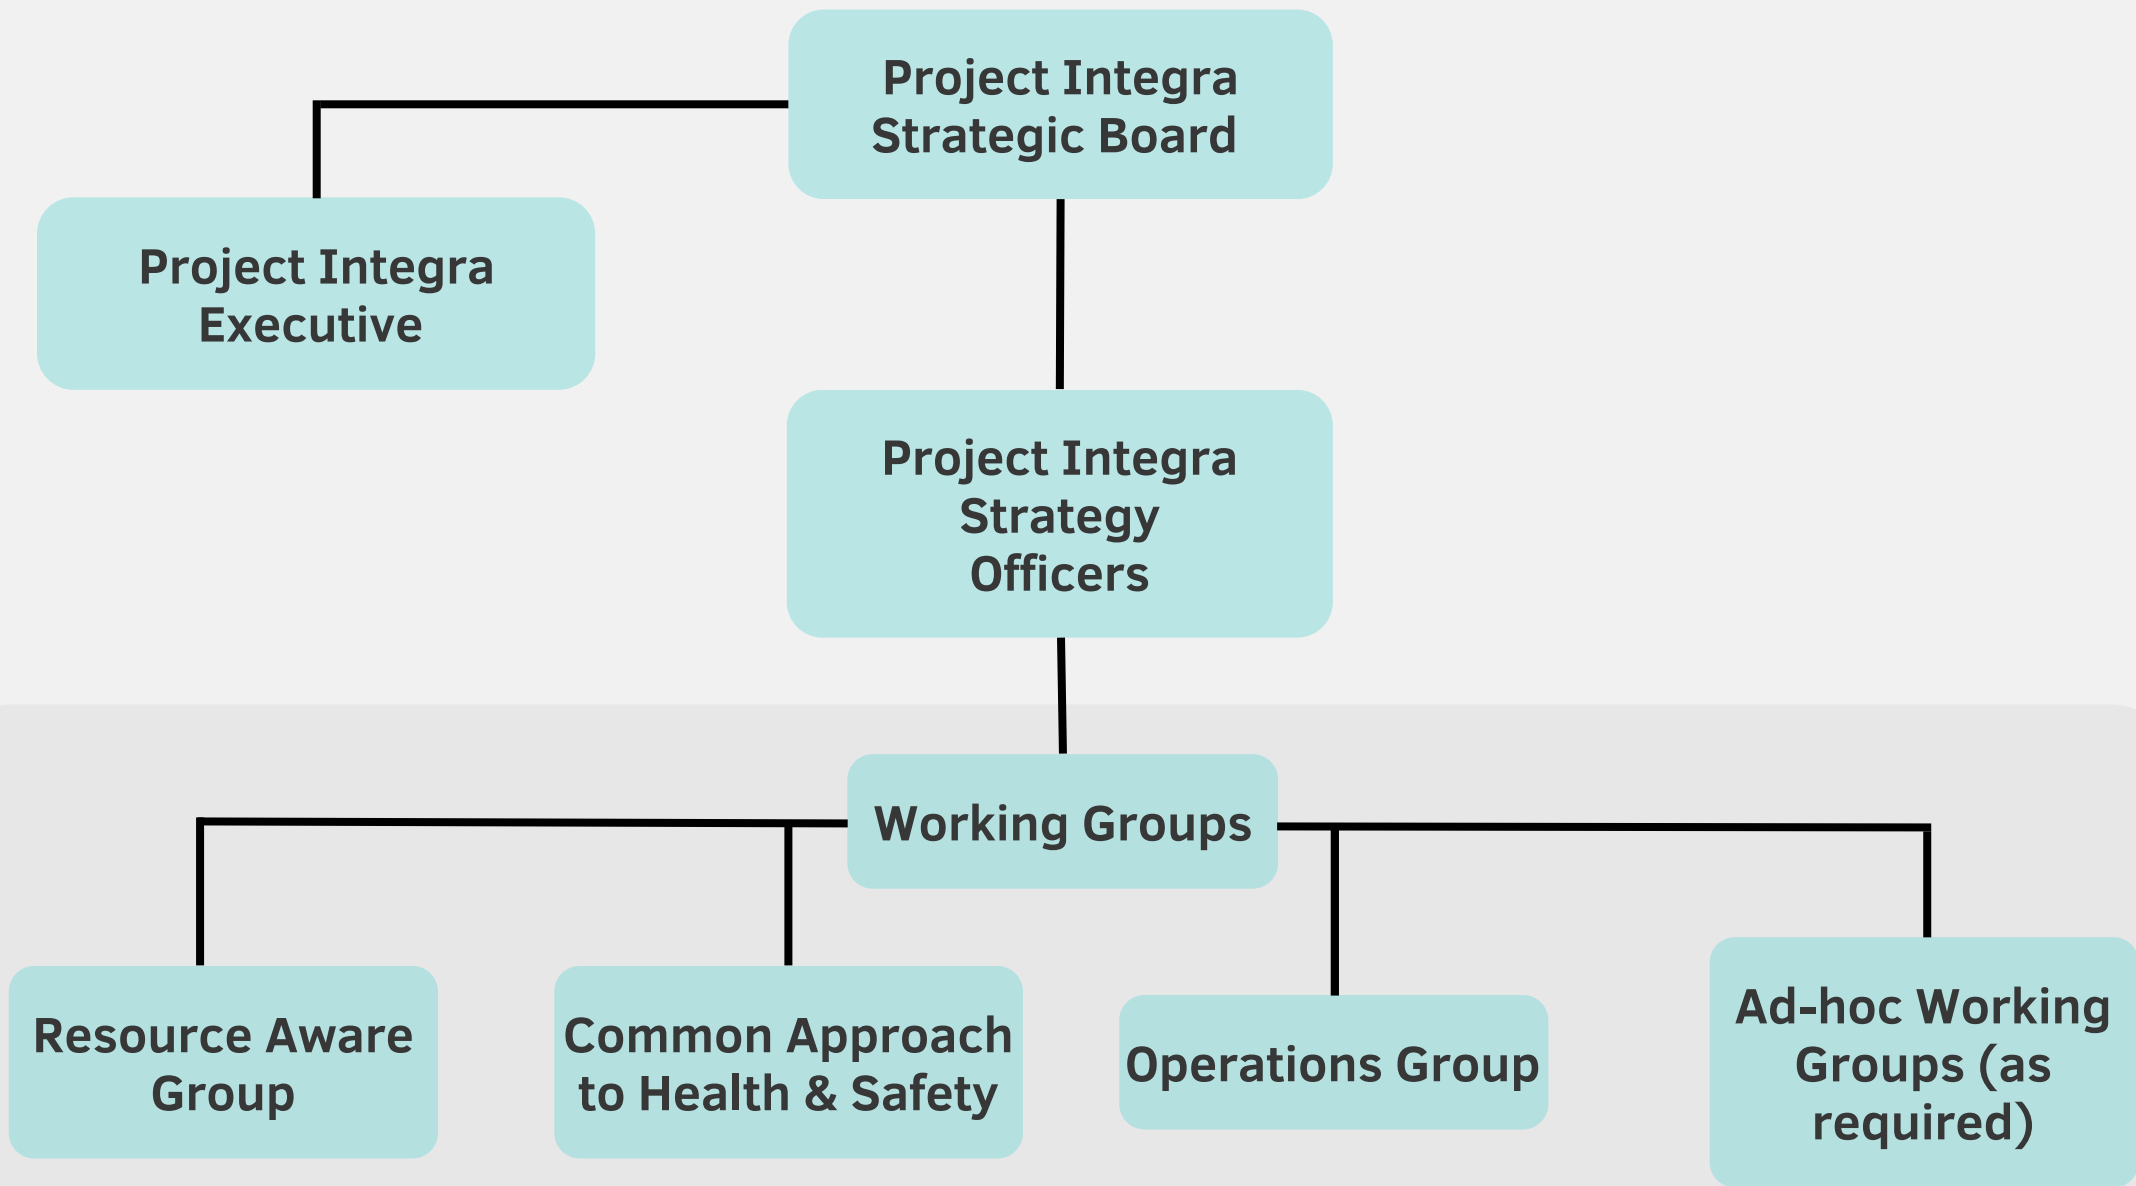 Project Integra
Strategic Board
Project Integra
Executive
Project Integra
Strategy
Officers
Working Groups
Resource Aware
Group
Common Approach
to Health & Safety
Operations Group
Ad-hoc Working
Groups (as
required)